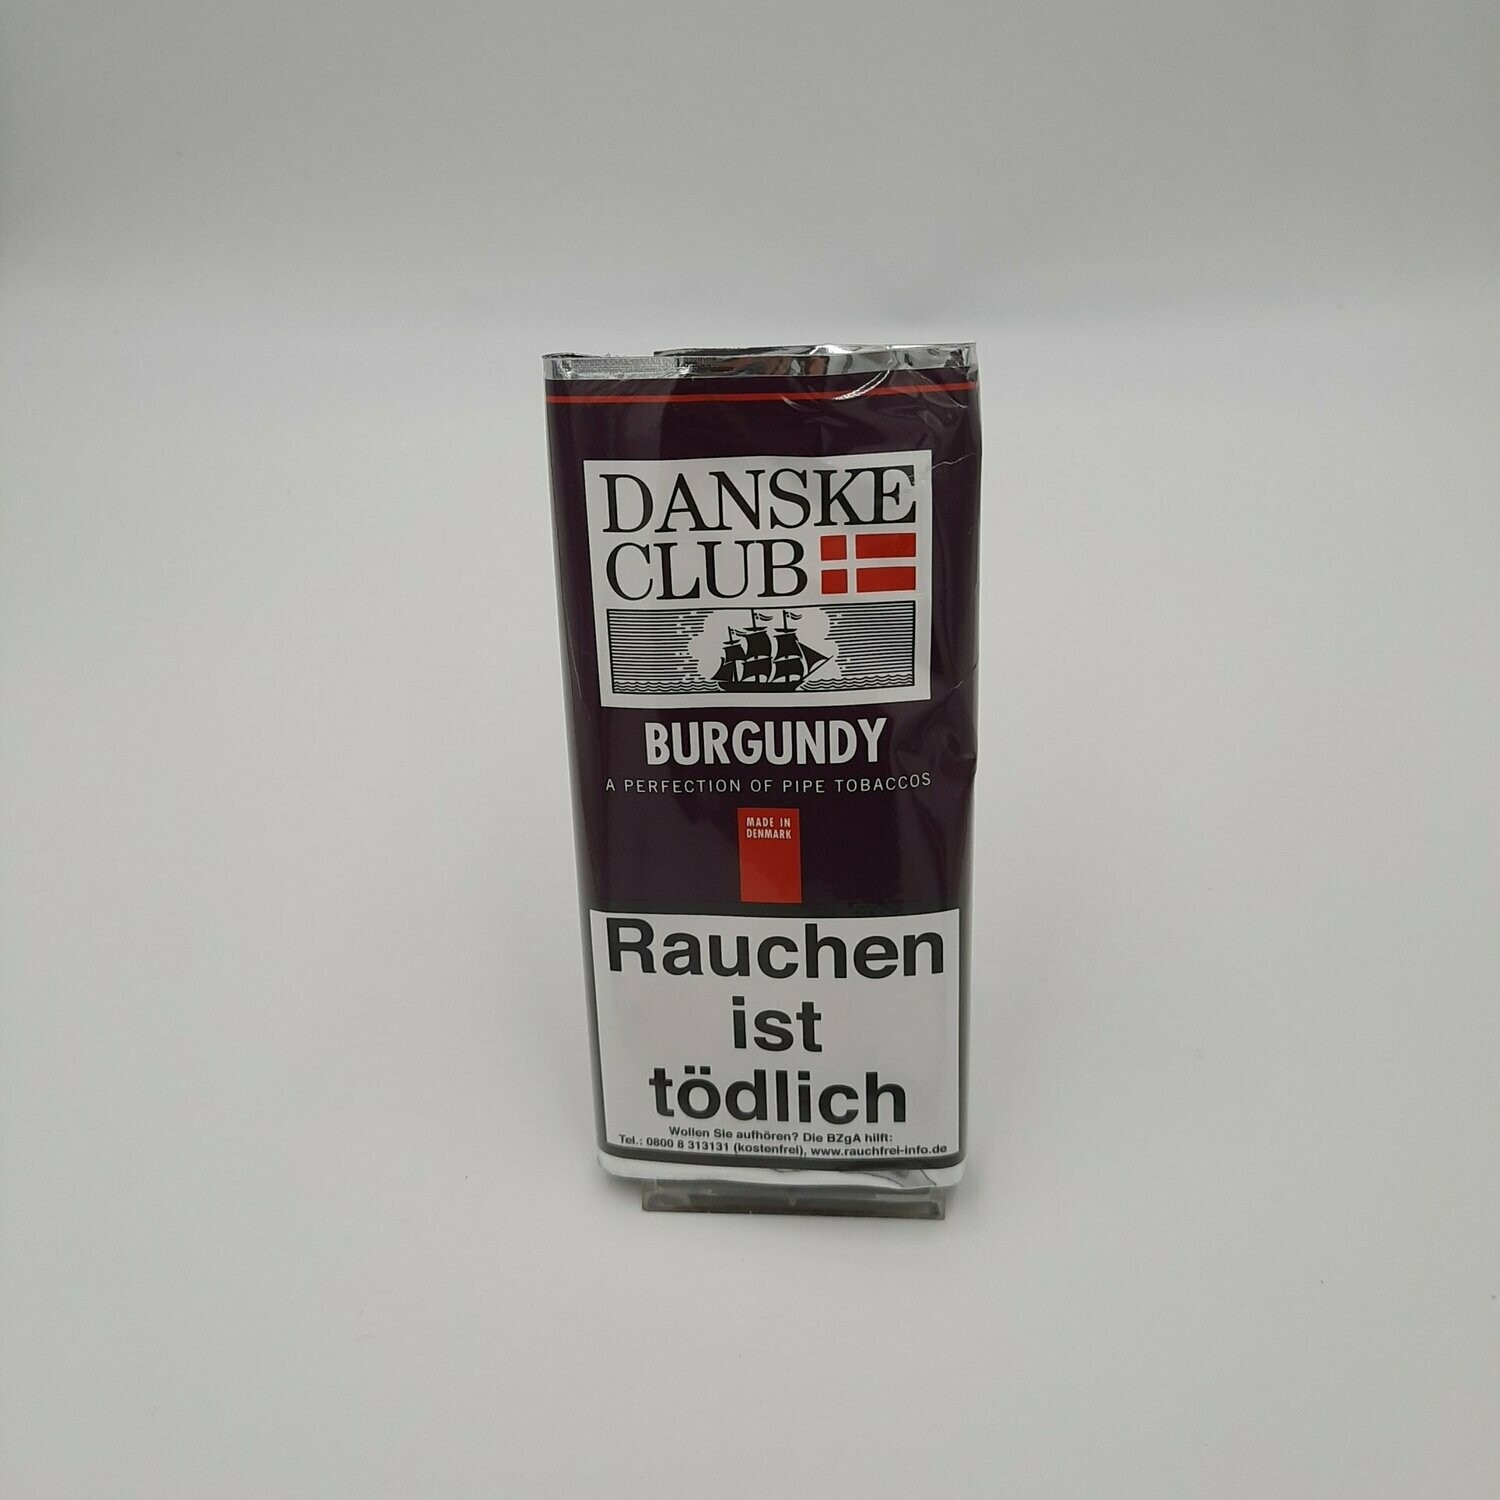 DANSKE
CLUB
BURGUNDY
A PERFECTION OF PIPE TOBACCOS
MADE IN
DENMARK
Rauchen
ist
tödlich
Wollen Sie aufhören? Die BZgA hilft:
Tel.: 0800 8 313131 (kostenfrei), www.rauchfrei-info.de